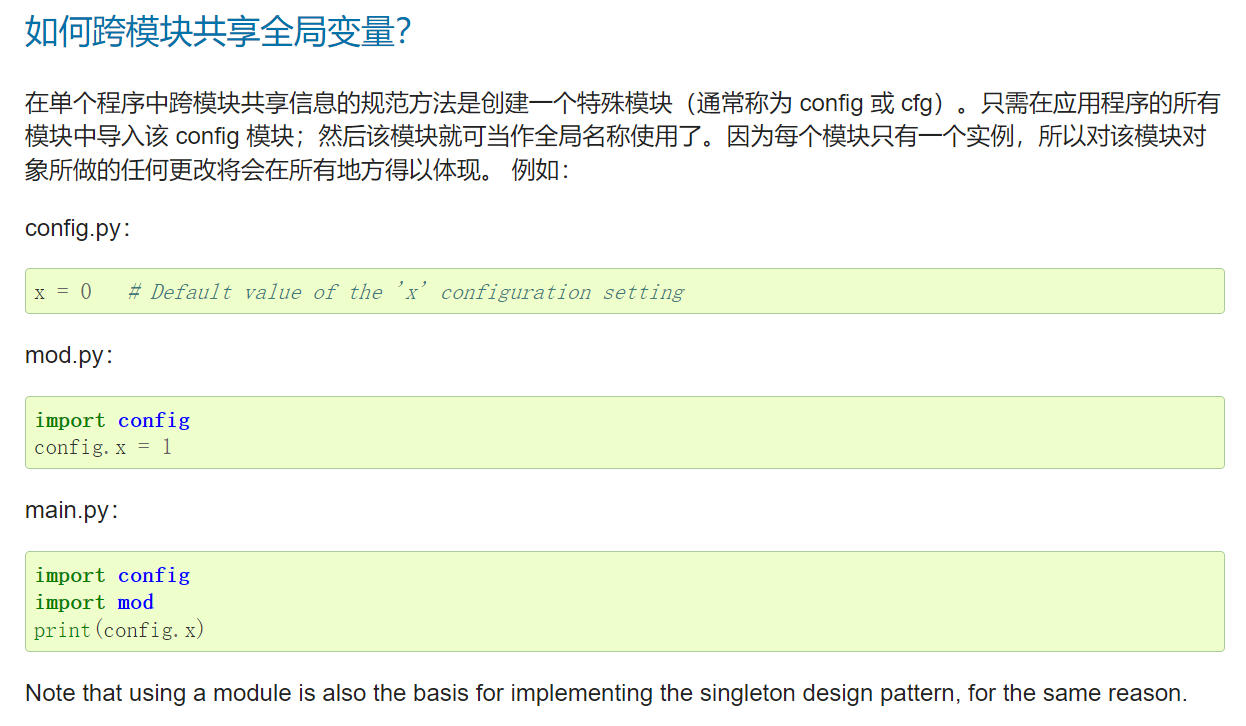 如何跨模块共享全局变量？
在单个程序中跨模块共享信息的规范方法是创建一个特殊模块（通常称为 config 或 cfg）。只需在应用程序的所有
模块中导入该 config 模块；然后该模块就可当作全局名称使用了。因为每个模块只有一个实例，所以对该模块对
象所做的任何更改将会在所有地方得以体现。 例如：
config.py：
x = 0   # Default value of the 'x' configuration setting
mod.py：
import config
config.x = 1
main.py：
import config
import mod
print(config.x)
Note that using a module is also the basis for implementing the singleton design pattern, for the same reason.